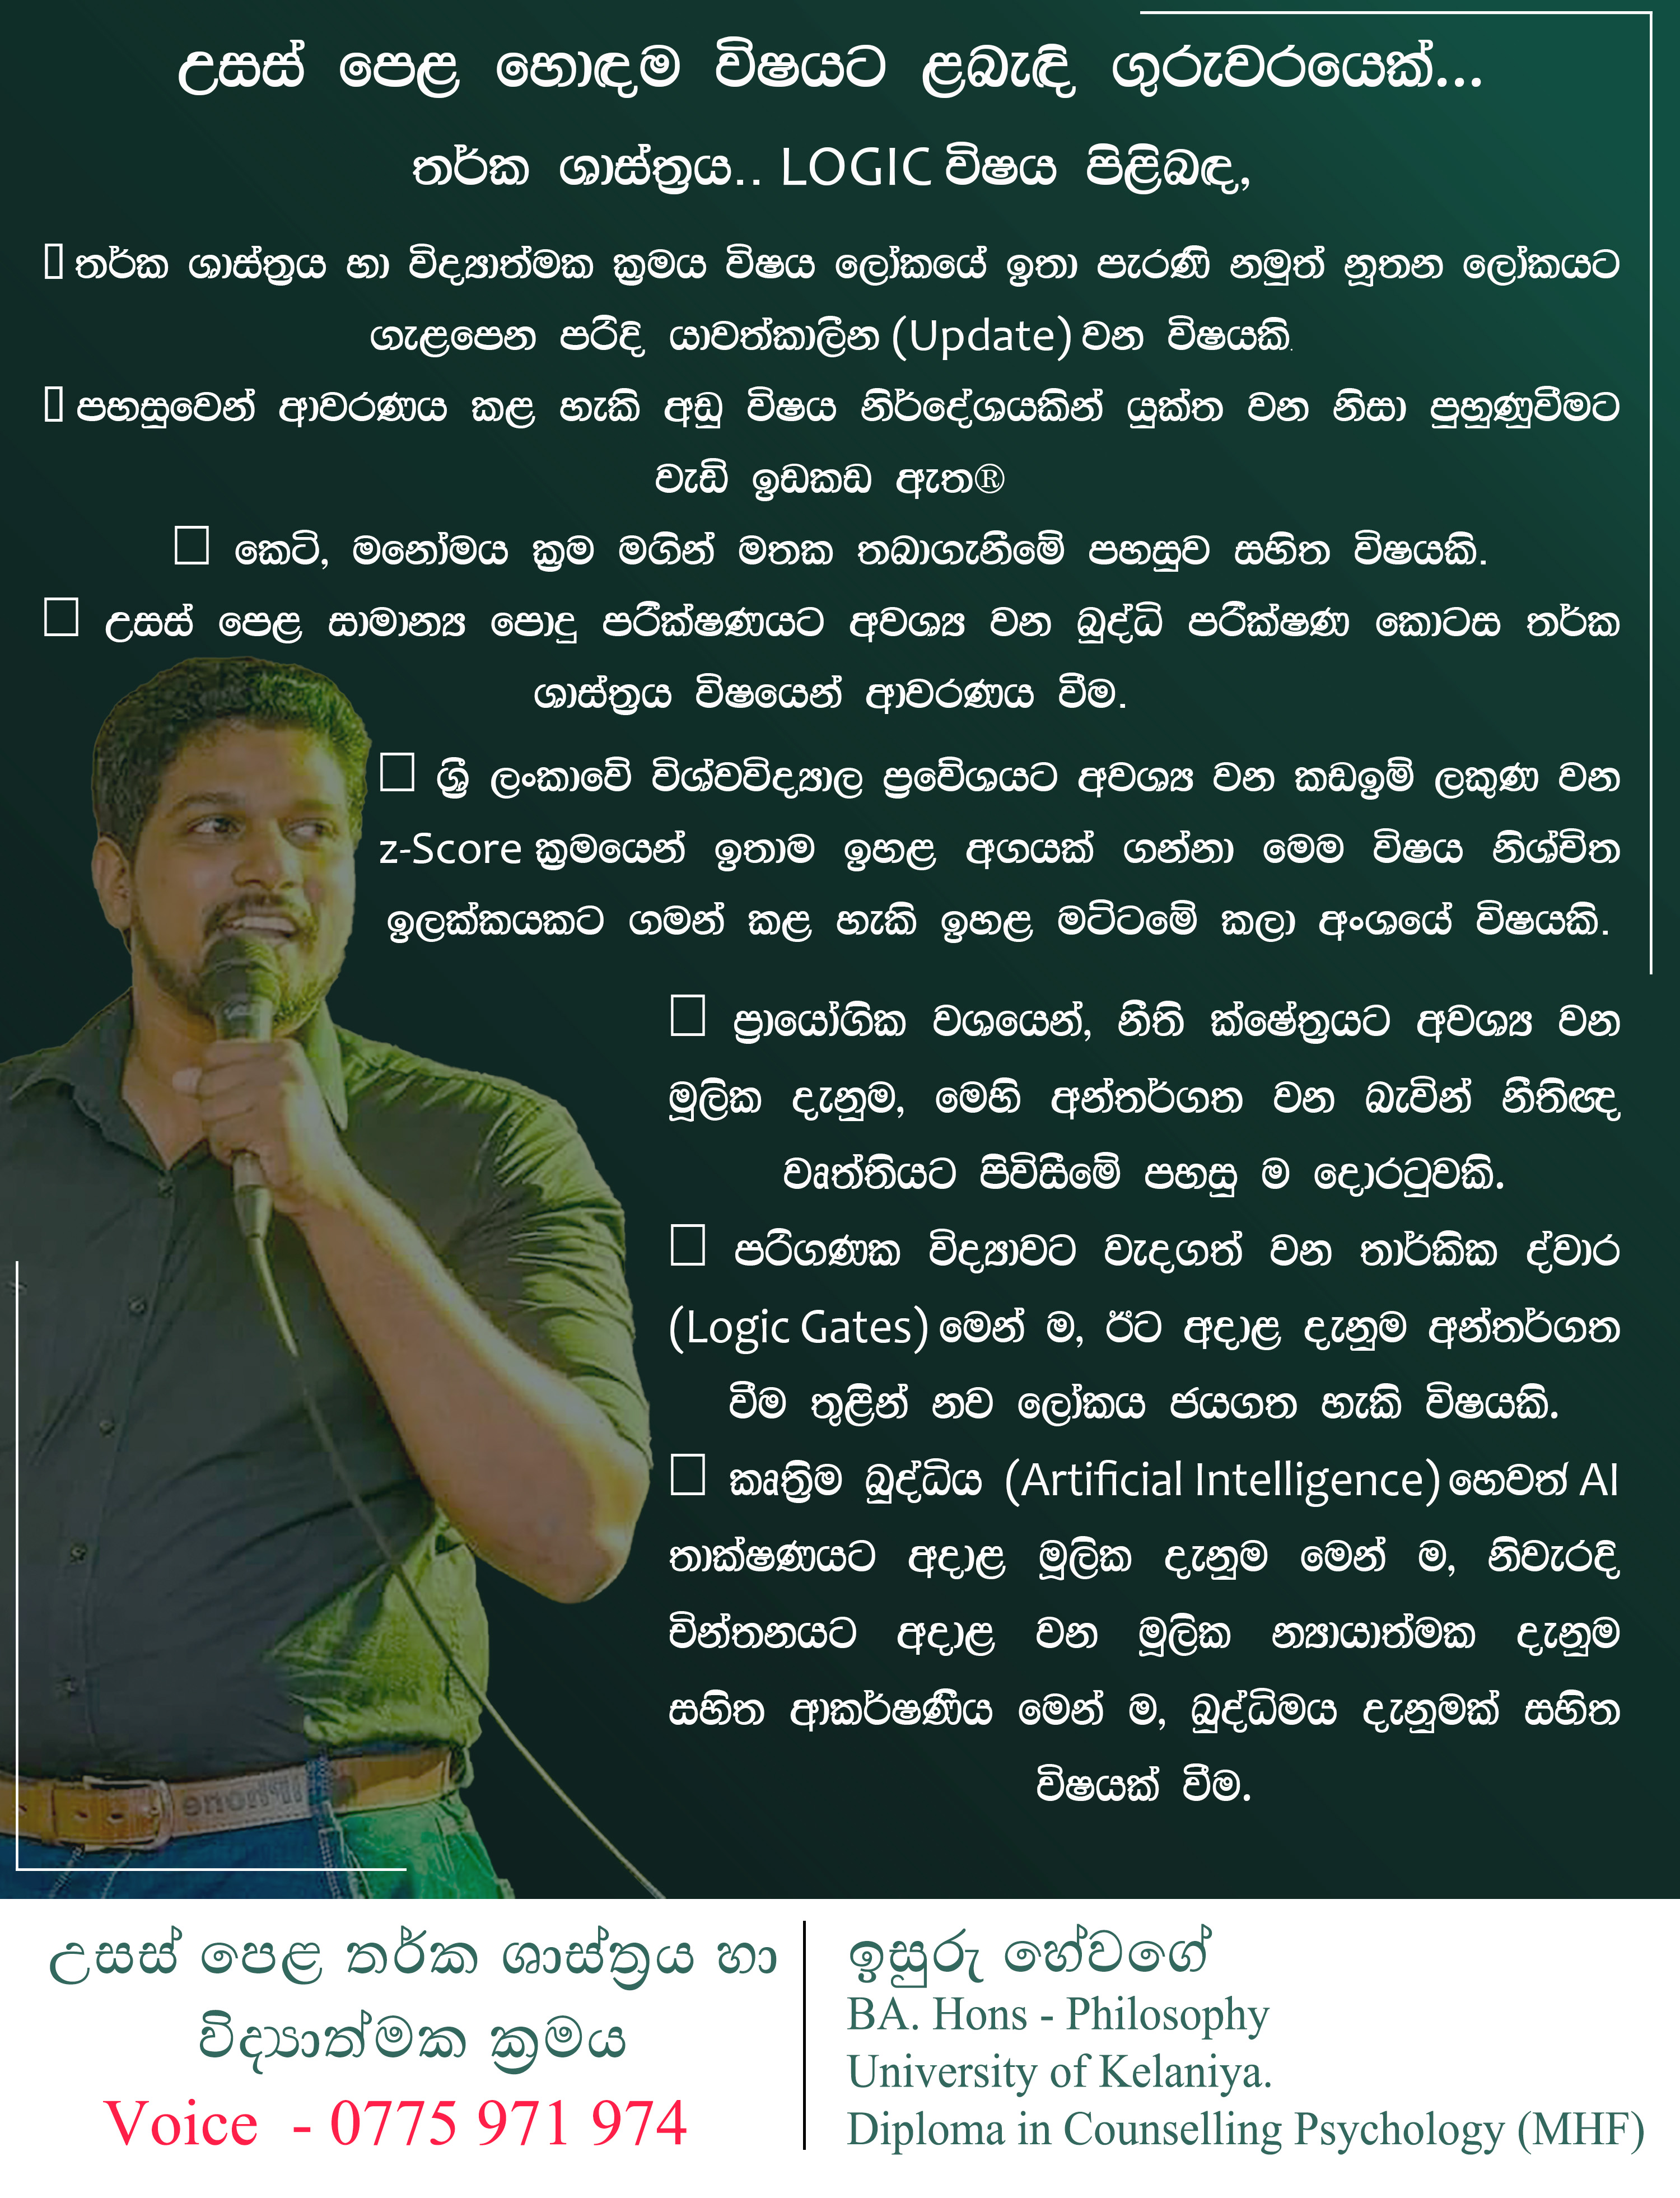 උසස් පෙළ හොඳම විෂයට ළබැඳි ගුරුවරයෙක්...
තර්ක ශාස්ත්‍රය.. LOGIC විෂය පිළිබඳ,
තර්ක ශාස්ත්‍රය හා විද්‍යාත්මක ක්‍රමය විෂය ලෝකයේ ඉතා පැරණි නමුත් නූතන ලෝකයට
ගැළපෙන පරිදි යාවත්කාලීන (Update) වන විෂයකි.
පහසුවෙන් ආවරණය කළ හැකි අඩු විෂය නිර්දේශයකින් යුක්ත වන නිසා පුහුණුවීමට
වැඩි ඉඩකඩ ඇත®
□ කෙටි, මනෝමය ක්‍රම මගින් මතක තබාගැනීමේ පහසුව සහිත විෂයකි.
□ උසස් පෙළ සාමාන්‍ය පොදු පරීක්ෂණයට අවශ්‍ය වන බුද්ධි පරීක්ෂණ කොටස තර්ක
ශාස්ත්‍රය විෂයෙන් ආවරණය වීම.
□ ශ්‍රී ලංකාවේ විශ්වවිද්‍යාල ප්‍රවේශයට අවශ්‍ය වන කඩඉම් ලකුණ වන
z-Score ක්‍රමයෙන් ඉතාම ඉහළ අගයක් ගන්නා මෙම විෂය නිශ්චිත
ඉලක්කයකට ගමන් කළ හැකි ඉහළ මට්ටමේ කලා අංශයේ විෂයකි.
□ ප්‍රායෝගික වශයෙන්, නීති ක්ෂේත්‍රයට අවශ්‍ය වන
මූලික දැනුම, මෙහි අන්තර්ගත වන බැවින් නීතිඥ
වෘත්තියට පිවිසීමේ පහසු ම දොරටුවකි.
□ පරිගණක විද්‍යාවට වැදගත් වන තාර්කික ද්වාර
(Logic Gates) මෙන් ම, ඊට අදාළ දැනුම අන්තර්ගත
වීම තුළින් නව ලෝකය ජයගත හැකි විෂයකි.
□ කෘත්‍රිම බුද්ධිය (Artificial Intelligence) හෙවත් AI
තාක්ෂණයට අදාළ මූලික දැනුම මෙන් ම, නිවැරදි
චින්තනයට අදාළ වන මූලික න්‍යායාත්මක දැනුම
සහිත ආකර්ෂණීය මෙන් ම, බුද්ධිමය දැනුමක් සහිත
විෂයක් වීම.
උසස් පෙළ තර්ක ශාස්ත්‍රය හා
විද්‍යාත්මක ක්‍රමය
Voice - 0775 971 974
ඉසුරු හේවගේ
BA. Hons - Philosophy
University of Kelaniya.
Diploma in Counselling Psychology (MHF)